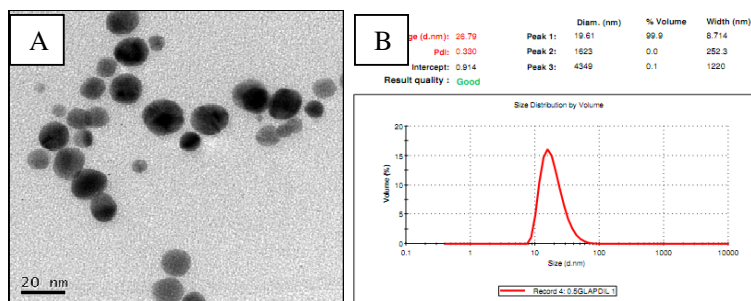 A
20 nm
B
Diam. (nm) % Volume Width (nm)
ge (d.nm): 26.79 Peak 1: 19.61 99.9 8.714
PdI: 0.330 Peak 2: 1623 0.0 252.3
Intercept: 0.914 Peak 3: 4349 0.1 1220
Result quality : Good
Size Distribution by Volume
Volume (%)
20
15
10
5
0
0.1 1 10 100 1000 10000
Size (d.nm)
Record 4: 0.5GLAPDIL 1